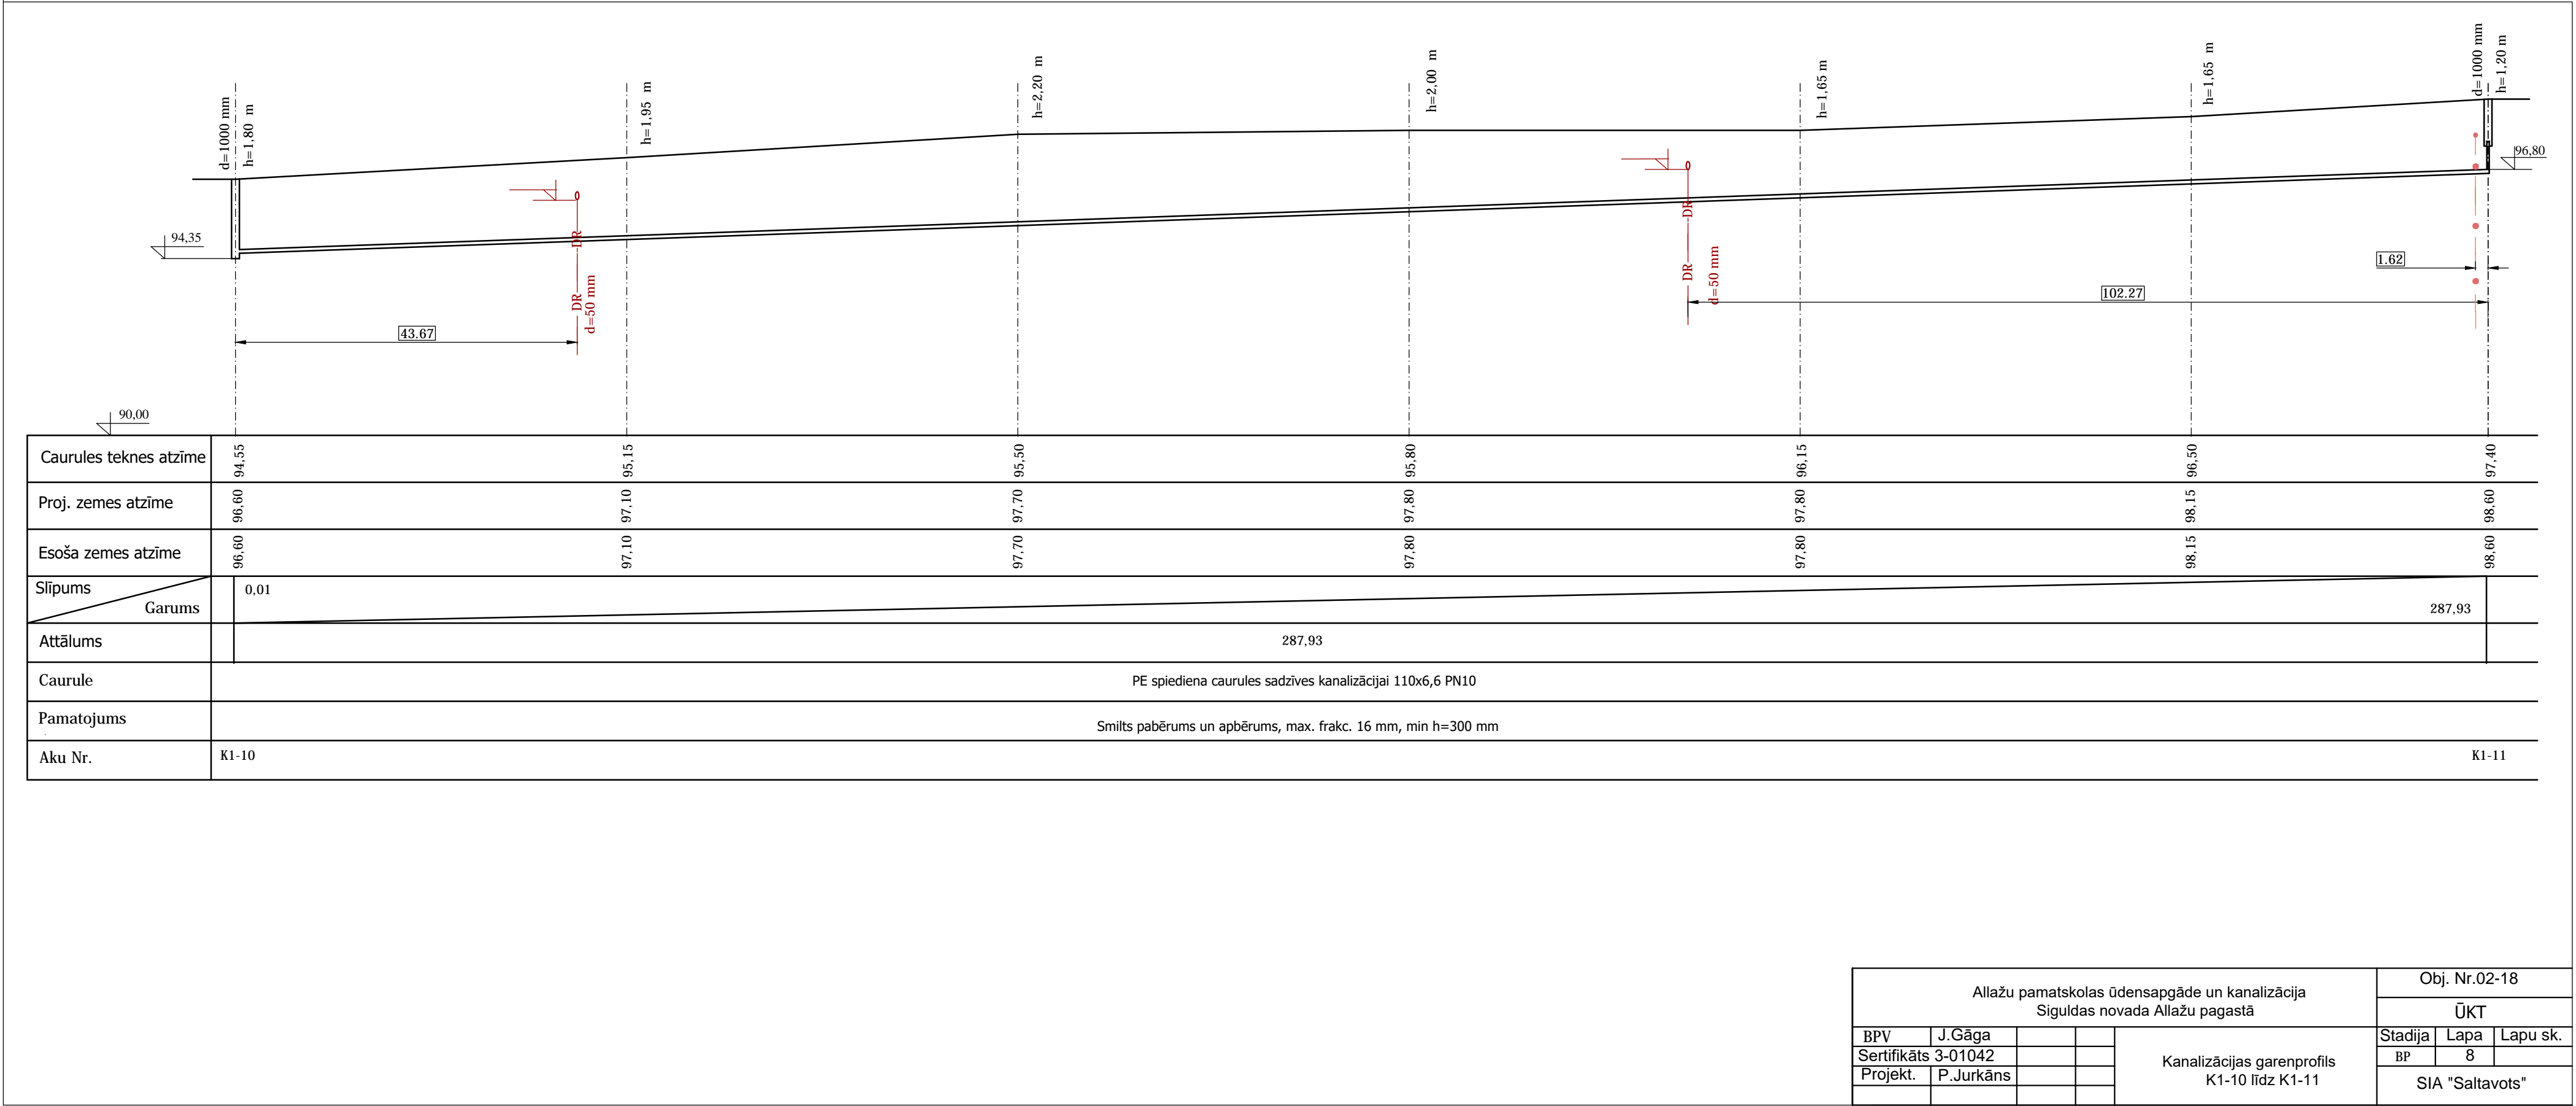 d=1000 mm
h=1,80 m
h=1,95 m
h=2,20 m
h=2,00 m
h=1,65 m
h=1,65 m
d=1000 mm
h=1,20 m
96,80
94,35
DR
DR
d=50 mm
DR
DR
d=50 mm
1.62
102.27
43.67
90,00
Caurules teknes atzīme 94,55 95,15 95,50 95,80 96,15 96,50 97,40
Proj. zemes atzīme 96,60 97,10 97,70 97,80 97,80 98,15 98,60
Esoša zemes atzīme 96,60 97,10 97,70 97,80 97,80 98,15 98,60
Slīpums 0,01
Garums 287,93
Attālums 287,93
Caurule PE spiediena caurules sadzīves kanalizācijai 110x6,6 PN10
Pamatojums Smilts pabērums un apbērums, max. frakc. 16 mm, min h=300 mm
Aku Nr. K1-10 K1-11
Allažu pamatskolas ūdensapgāde un kanalizācija
Siguldas novada Allažu pagastā
Obj. Nr.02-18
ŪKT
BPV J.Gāga
Sertifikāts 3-01042
Projekt. P.Jurkāns
Kanalizācijas garenprofils
K1-10 līdz K1-11
Stadija Lapa Lapu sk.
BP 8
SIA "Saltavots"